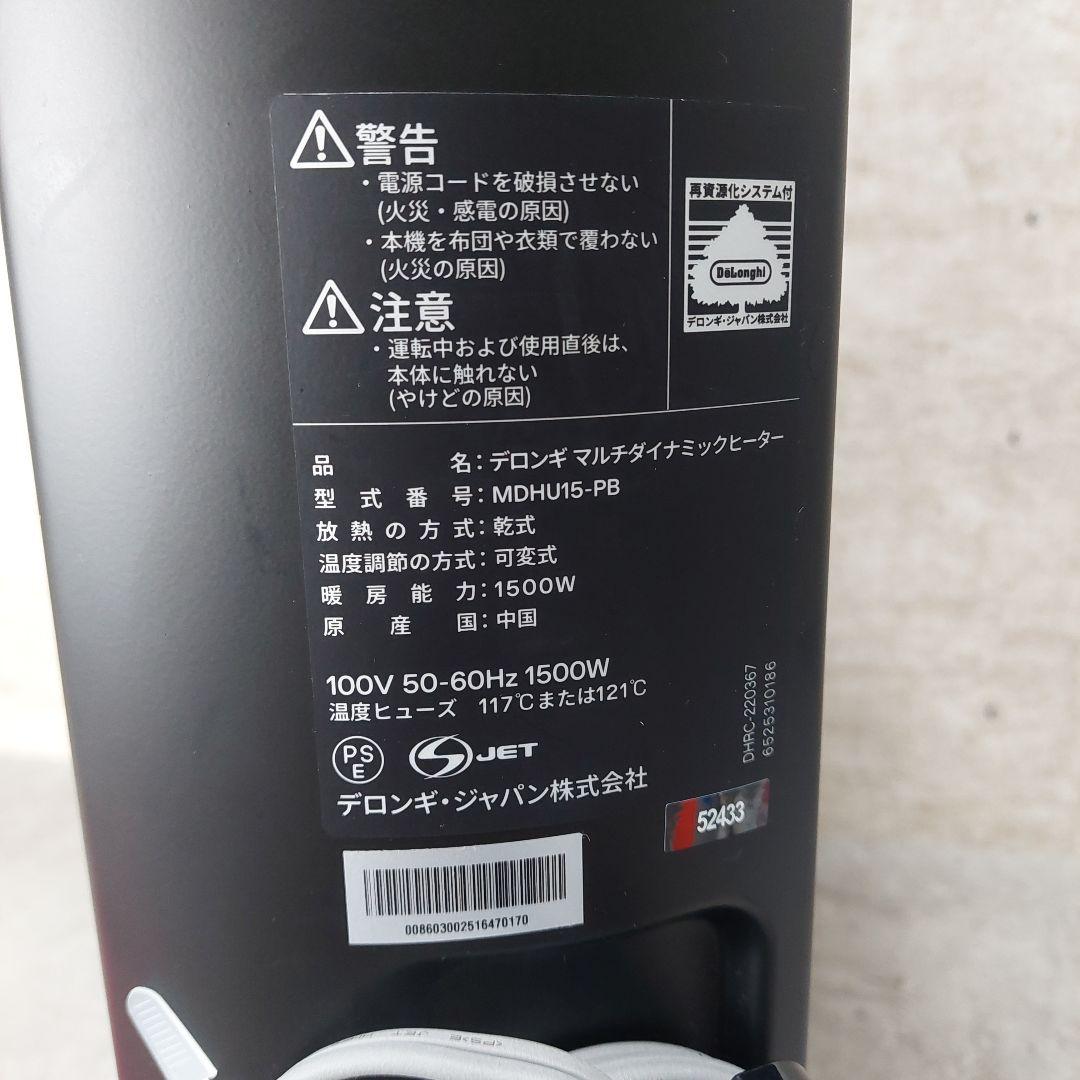 警告
・電源コードを破損させない
(火災・感電の原因)
・本機を布団や衣類で覆わない
(火災の原因)
注意
・運転中および使用直後は、
本体に触れない
(やけどの原因)
再資源化システム付
DeLonghi
デロンギ・ジャパン株式会社
品名：デロンギ マルチダイナミックヒーター
型式番号：MDHU15-PB
放熱の方式：乾式
温度調節の方式：可変式
暖房能力：1500W
原産国：中国
100V 50-60Hz 1500W
温度ヒューズ 117℃または121℃
PS
E
S JET
デロンギ・ジャパン株式会社
DHRC-220367
6525310186
52433
008603002516470170